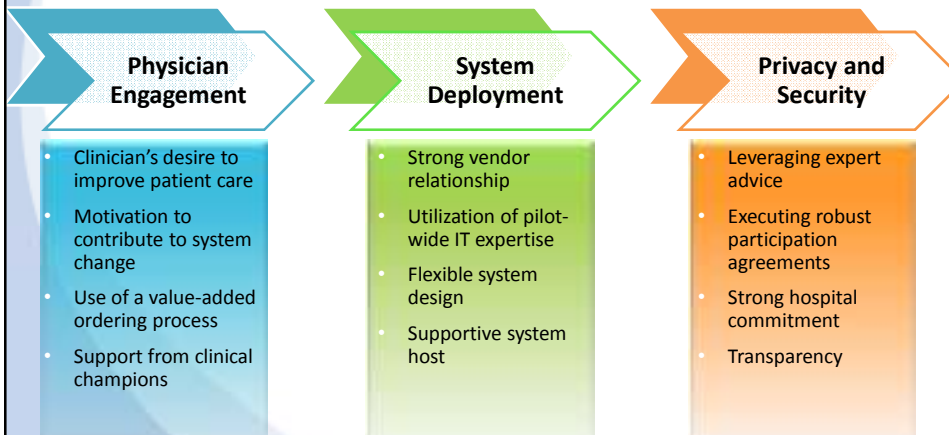 Physician
Engagement
• Clinician's desire to
improve patient care
• Motivation to
contribute to system
change
• Use of a value-added
ordering process
• Support from clinical
champions
System
Deployment
• Strong vendor
relationship
• Utilization of pilot-
wide IT expertise
• Flexible system
design
• Supportive system
host
Privacy and
Security
• Leveraging expert
advice
• Executing robust
participation
agreements
• Strong hospital
commitment
• Transparency